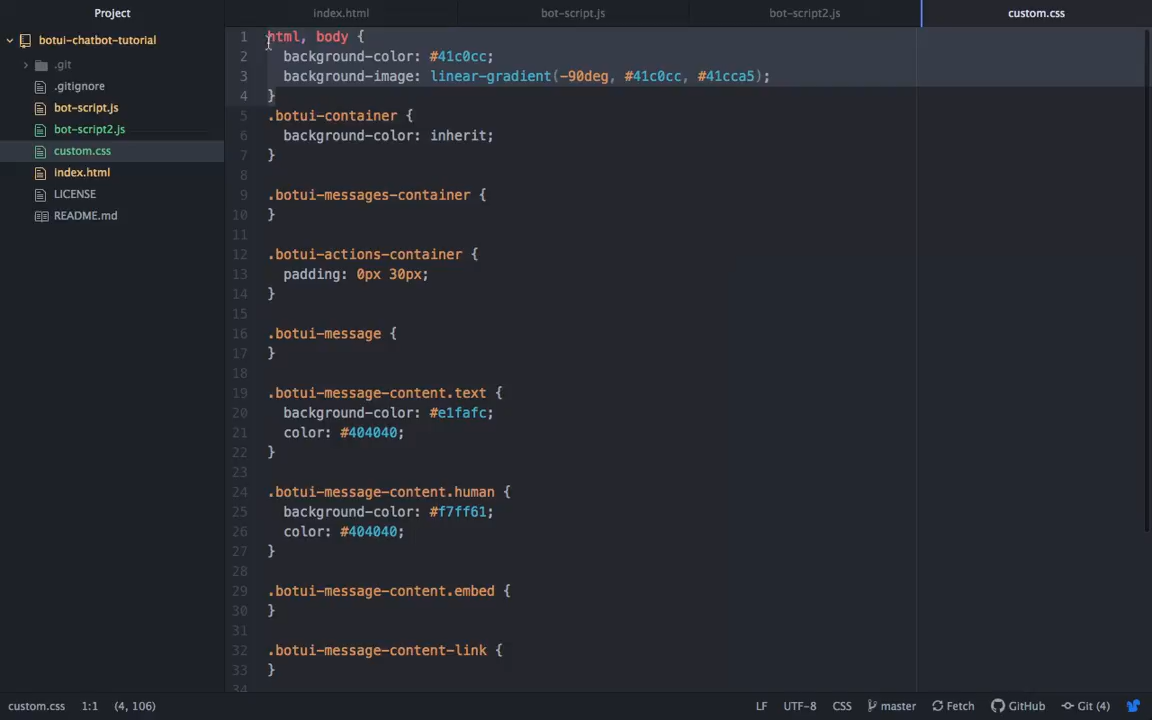 Project
index.html
bot-script.js
bot-script2.js
custom.css
botui-chatbot-tutorial
.git
.gitignore
bot-script.js
bot-script2.js
custom.css
index.html
LICENSE
README.md
1 html, body {
2 background-color: #41c0cc;
3 background-image: linear-gradient(-90deg, #41c0cc, #41cca5);
4 }
5 .botui-container {
6 background-color: inherit;
7 }
8
9 .botui-messages-container {
10 }
11
12 .botui-actions-container {
13 padding: 0px 30px;
14 }
15
16 .botui-message {
17 }
18
19 .botui-message-content.text {
20 background-color: #e1fafc;
21 color: #404040;
22 }
23
24 .botui-message-content.human {
25 background-color: #f7ff61;
26 color: #404040;
27 }
28
29 .botui-message-content.embed {
30 }
31
32 .botui-message-content-link {
33 }
34
custom.css 1:1 (4, 106) LF UTF-8 CSS master Fetch GitHub Git (4)